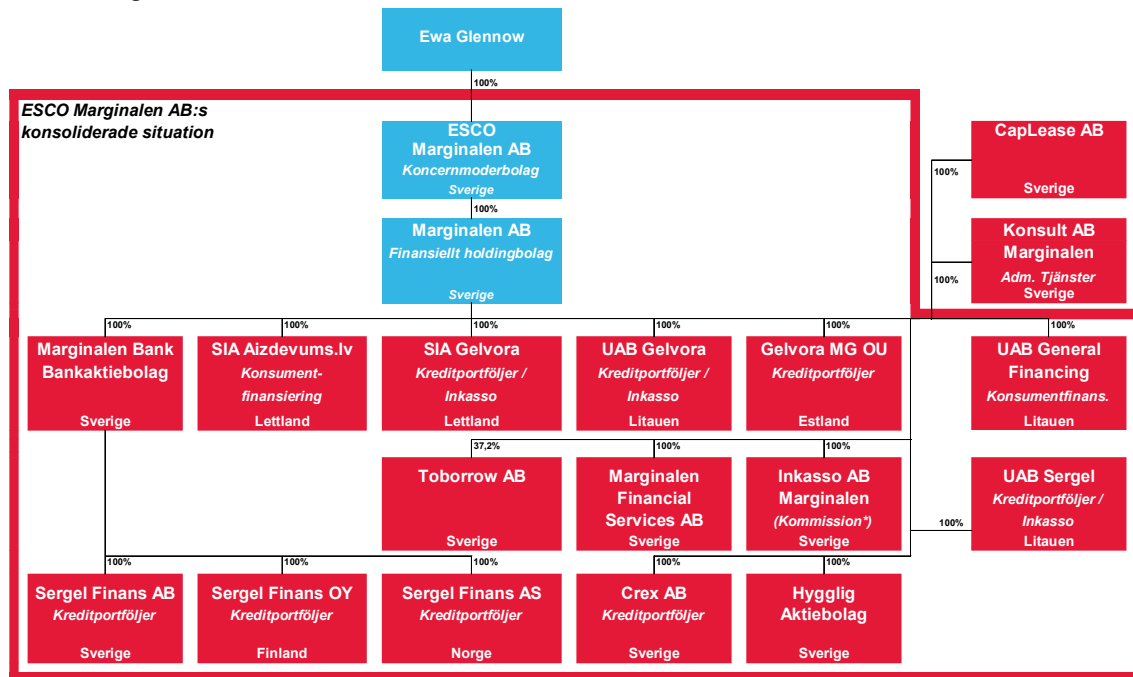 Ewa Glennow
100%
ESCO Marginalen AB:s
konsoliderade situation
ESCO
Marginalen AB
Koncernmoderbolag
Sverige
CapLease AB
Sverige
100%
100%
Marginalen AB
Finansiellt holdingbolag
Sverige
Konsult AB
Marginalen
Adm. Tjänster
Sverige
100%
100%
100%
100%
100%
100%
100%
Marginalen Bank
Bankaktiebolag
Sverige
SIA Aizdevums.lv
Konsument-
finansiering
Lettland
SIA Gelvora
Kreditportföljer /
Inkasso
Lettland
UAB Gelvora
Kreditportföljer /
Inkasso
Litauen
Gelvora MG OU
Kreditportföljer
Estland
UAB General
Financing
Konsumentfinans.
Litauen
37,2%
100%
100%
Toborrow AB
Sverige
Marginalen
Financial
Services AB
Sverige
Inkasso AB
Marginalen
(Kommission*)
Sverige
100%
UAB Sergel
Kreditportföljer /
Inkasso
Litauen
100%
100%
100%
100%
100%
Sergel Finans AB
Kreditportföljer
Sverige
Sergel Finans OY
Kreditportföljer
Finland
Sergel Finans AS
Kreditportföljer
Norge
Crex AB
Kreditportföljer
Sverige
Hygglig
Aktiebolag
Sverige